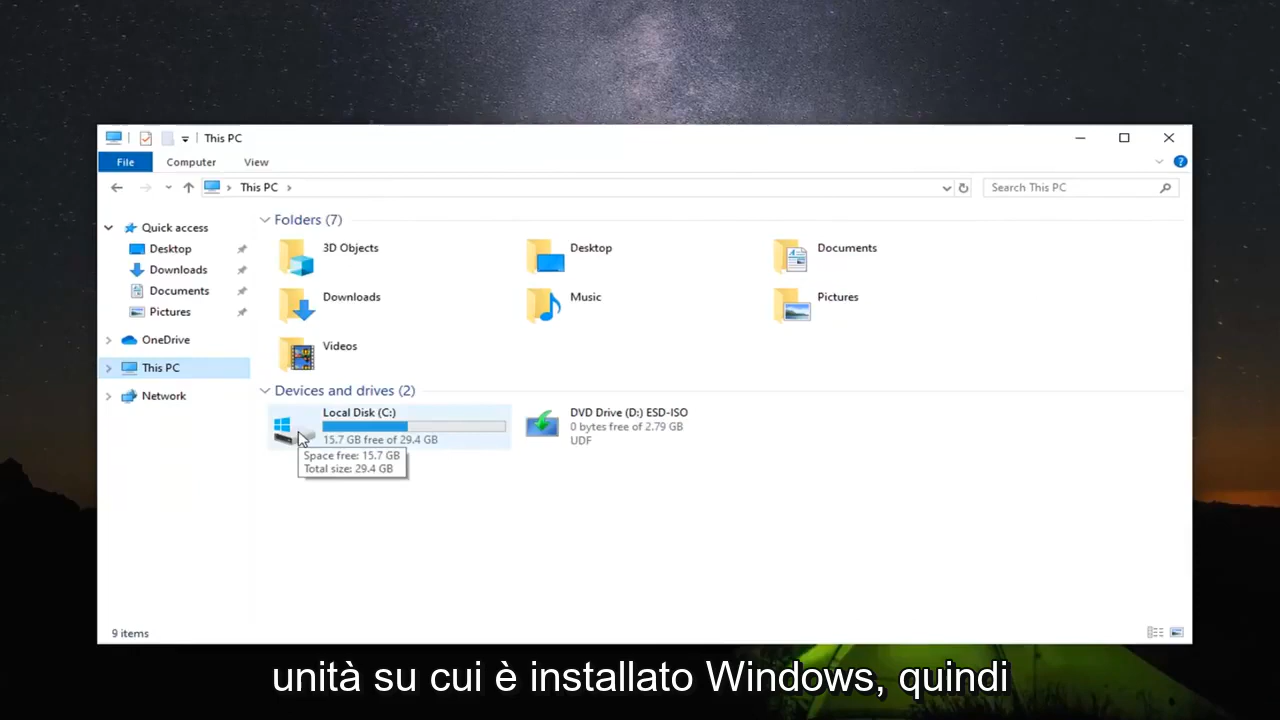 This PC
File Computer View
This PC
Search This PC
Quick access
Desktop
Downloads
Documents
Pictures
OneDrive
This PC
Network
Folders (7)
3D Objects
Desktop
Documents
Downloads
Music
Pictures
Videos
Devices and drives (2)
Local Disk (C:)
15.7 GB free of 29.4 GB
Space free: 15.7 GB
Total size: 29.4 GB
DVD Drive (D:) ESD-ISO
0 bytes free of 2.79 GB
UDF
9 items
unità su cui è installato Windows, quindi